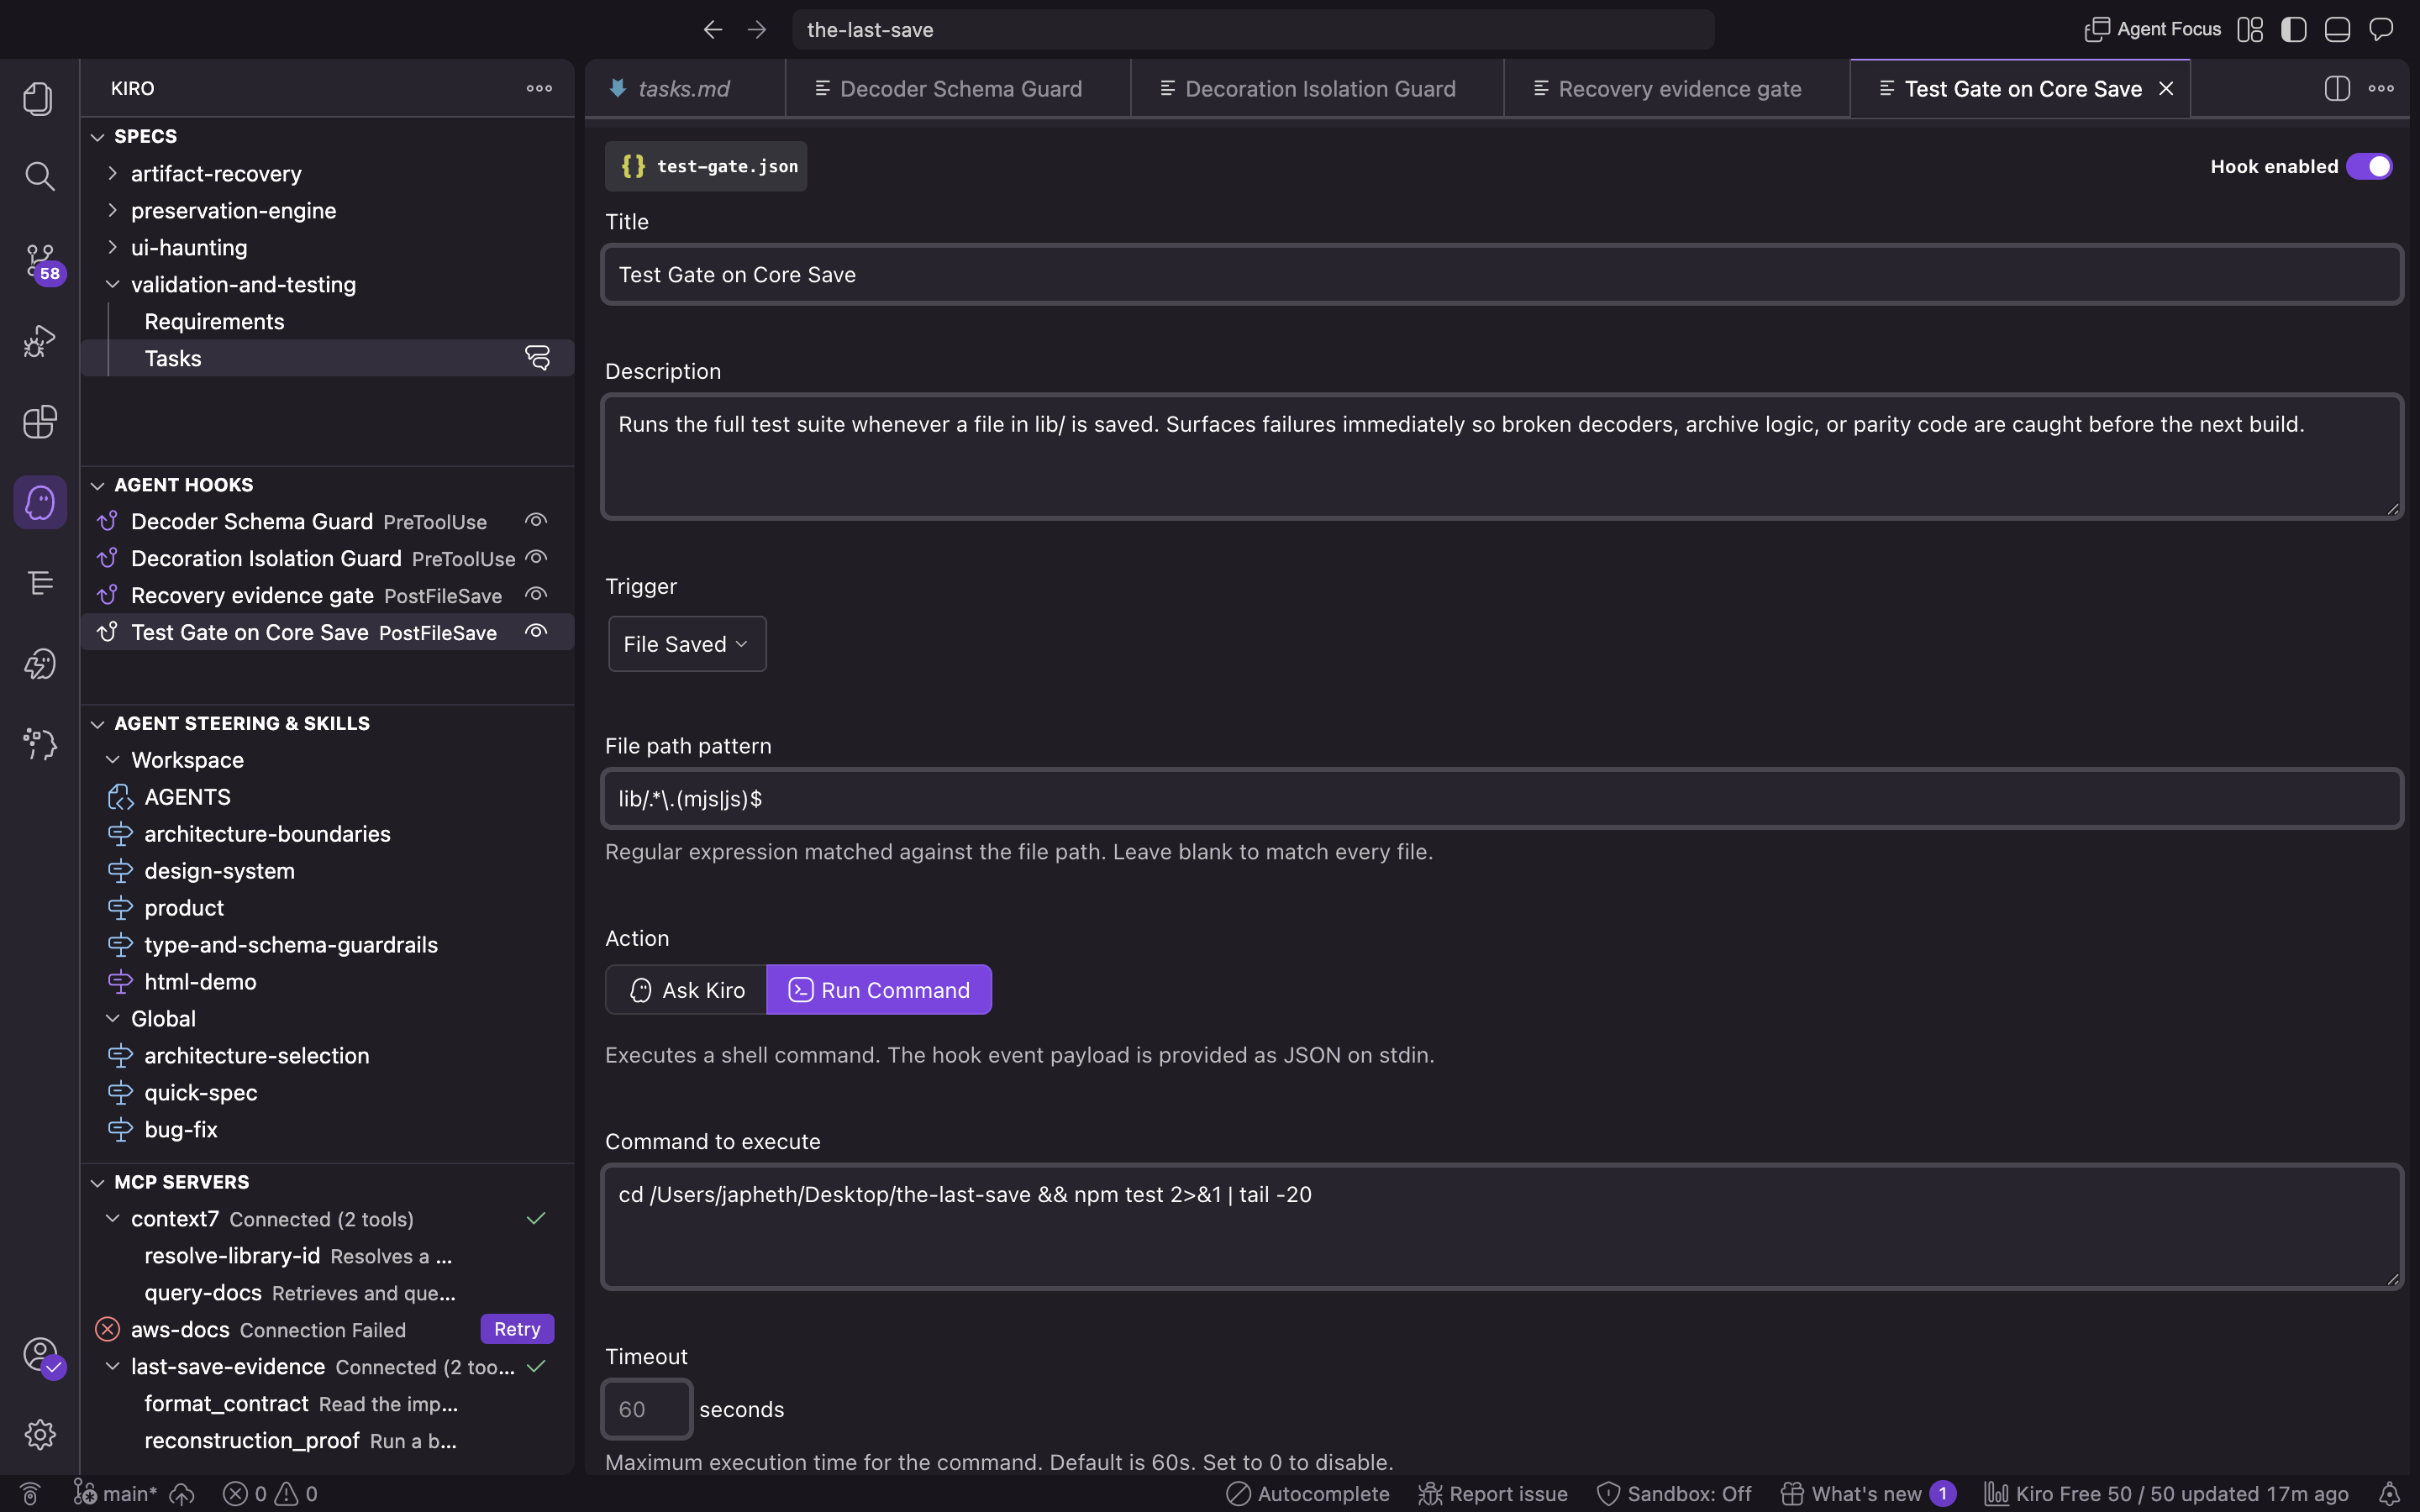 the-last-save
Agent Focus
KIRO
SPECS
artifact-recovery
preservation-engine
ui-haunting
validation-and-testing
Requirements
Tasks
58
AGENT HOOKS
Decoder Schema Guard PreToolUse
Decoration Isolation Guard PreToolUse
Recovery evidence gate PostFileSave
Test Gate on Core Save PostFileSave
AGENT STEERING & SKILLS
Workspace
AGENTS
architecture-boundaries
design-system
product
type-and-schema-guardrails
html-demo
Global
architecture-selection
quick-spec
bug-fix
MCP SERVERS
context7 Connected (2 tools)
resolve-library-id Resolves a ...
query-docs Retrieves and que...
aws-docs Connection Failed Retry
last-save-evidence Connected (2 too...
format_contract Read the imp...
reconstruction_proof Run a b...
tasks.md Decoder Schema Guard Decoration Isolation Guard Recovery evidence gate Test Gate on Core Save
{} test-gate.json
Hook enabled
Title
Test Gate on Core Save
Description
Runs the full test suite whenever a file in lib/ is saved. Surfaces failures immediately so broken decoders, archive logic, or parity code are caught before the next build.
Trigger
File Saved
File path pattern
lib/.*\.(mjs|js)$
Regular expression matched against the file path. Leave blank to match every file.
Action
Ask Kiro Run Command
Executes a shell command. The hook event payload is provided as JSON on stdin.
Command to execute
cd /Users/japheth/Desktop/the-last-save && npm test 2>&1 | tail -20
Timeout
60 seconds
Maximum execution time for the command. Default is 60s. Set to 0 to disable.
main* 0 0 Autocomplete Report issue Sandbox: Off What's new 1 Kiro Free 50 / 50 updated 17m ago